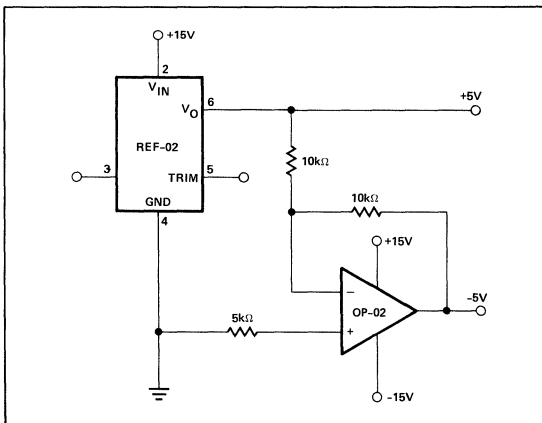 +15V
2
V_IN
V_O
6
+5V
REF-02
10kΩ
3
TRIM
5
10kΩ
GND
4
+15V
−
OP-02
-5V
5kΩ
+
-15V